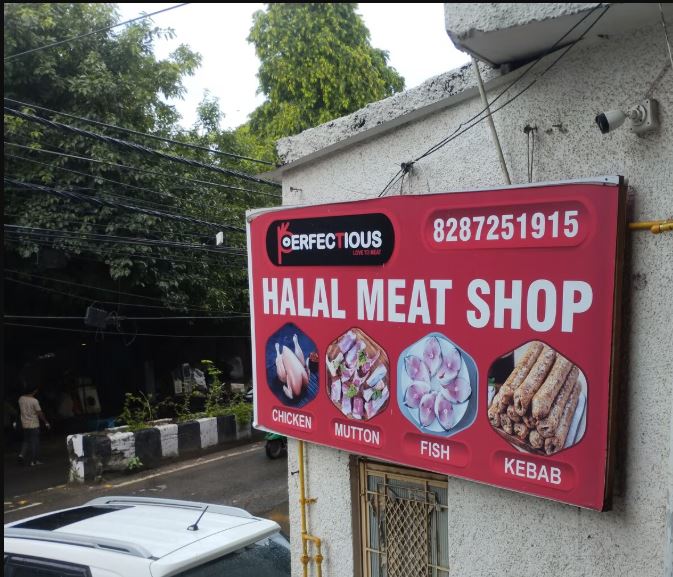 PERFECTIOUS
LOVE TO MEAT
8287251915
HALAL MEAT SHOP
CHICKEN
MUTTON
FISH
KEBAB